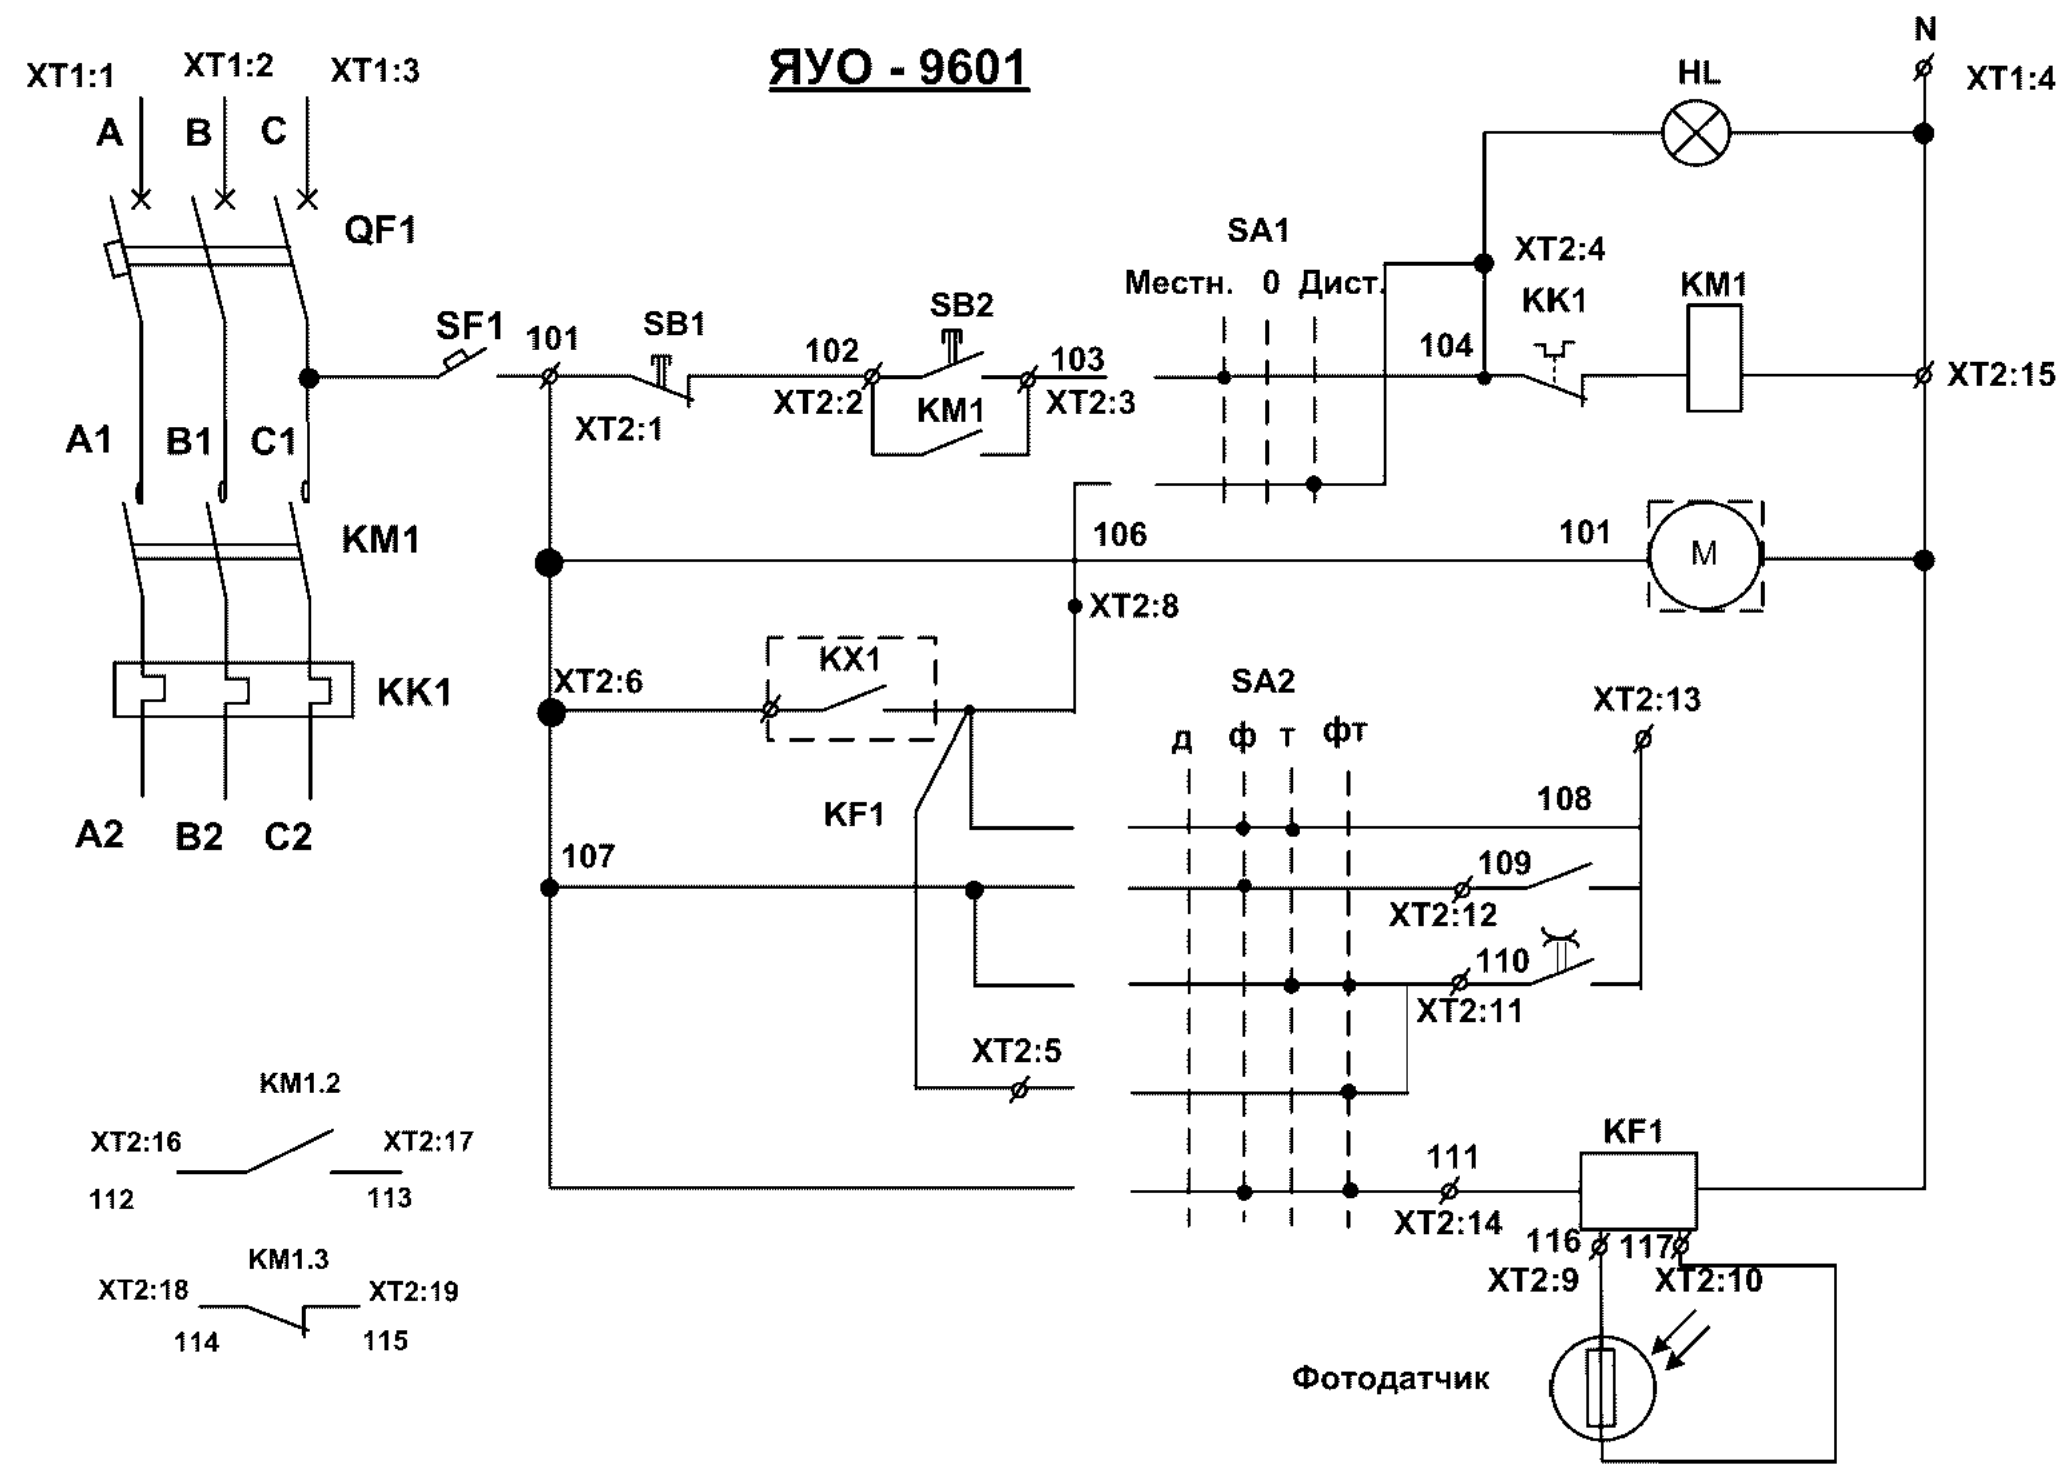 ЯУО - 9601
XT1:1 XT1:2 XT1:3
N
XT1:4
HL
A B C
QF1
SA1
Местн. 0 Дист.
XT2:4
KK1
KM1
SF1
101
SB1
102
SB2
103
104
XT2:1
XT2:2
KM1
XT2:3
XT2:15
A1 B1 C1
KM1
106
101
M
XT2:8
KK1
XT2:6
KX1
SA2
XT2:13
д ф т фт
A2 B2 C2
KF1
108
107
109
XT2:12
110
XT2:11
XT2:5
KM1.2
XT2:16 XT2:17
112 113
KF1
111
XT2:14
116 117
XT2:9 XT2:10
KM1.3
XT2:18 XT2:19
114 115
Фотодатчик